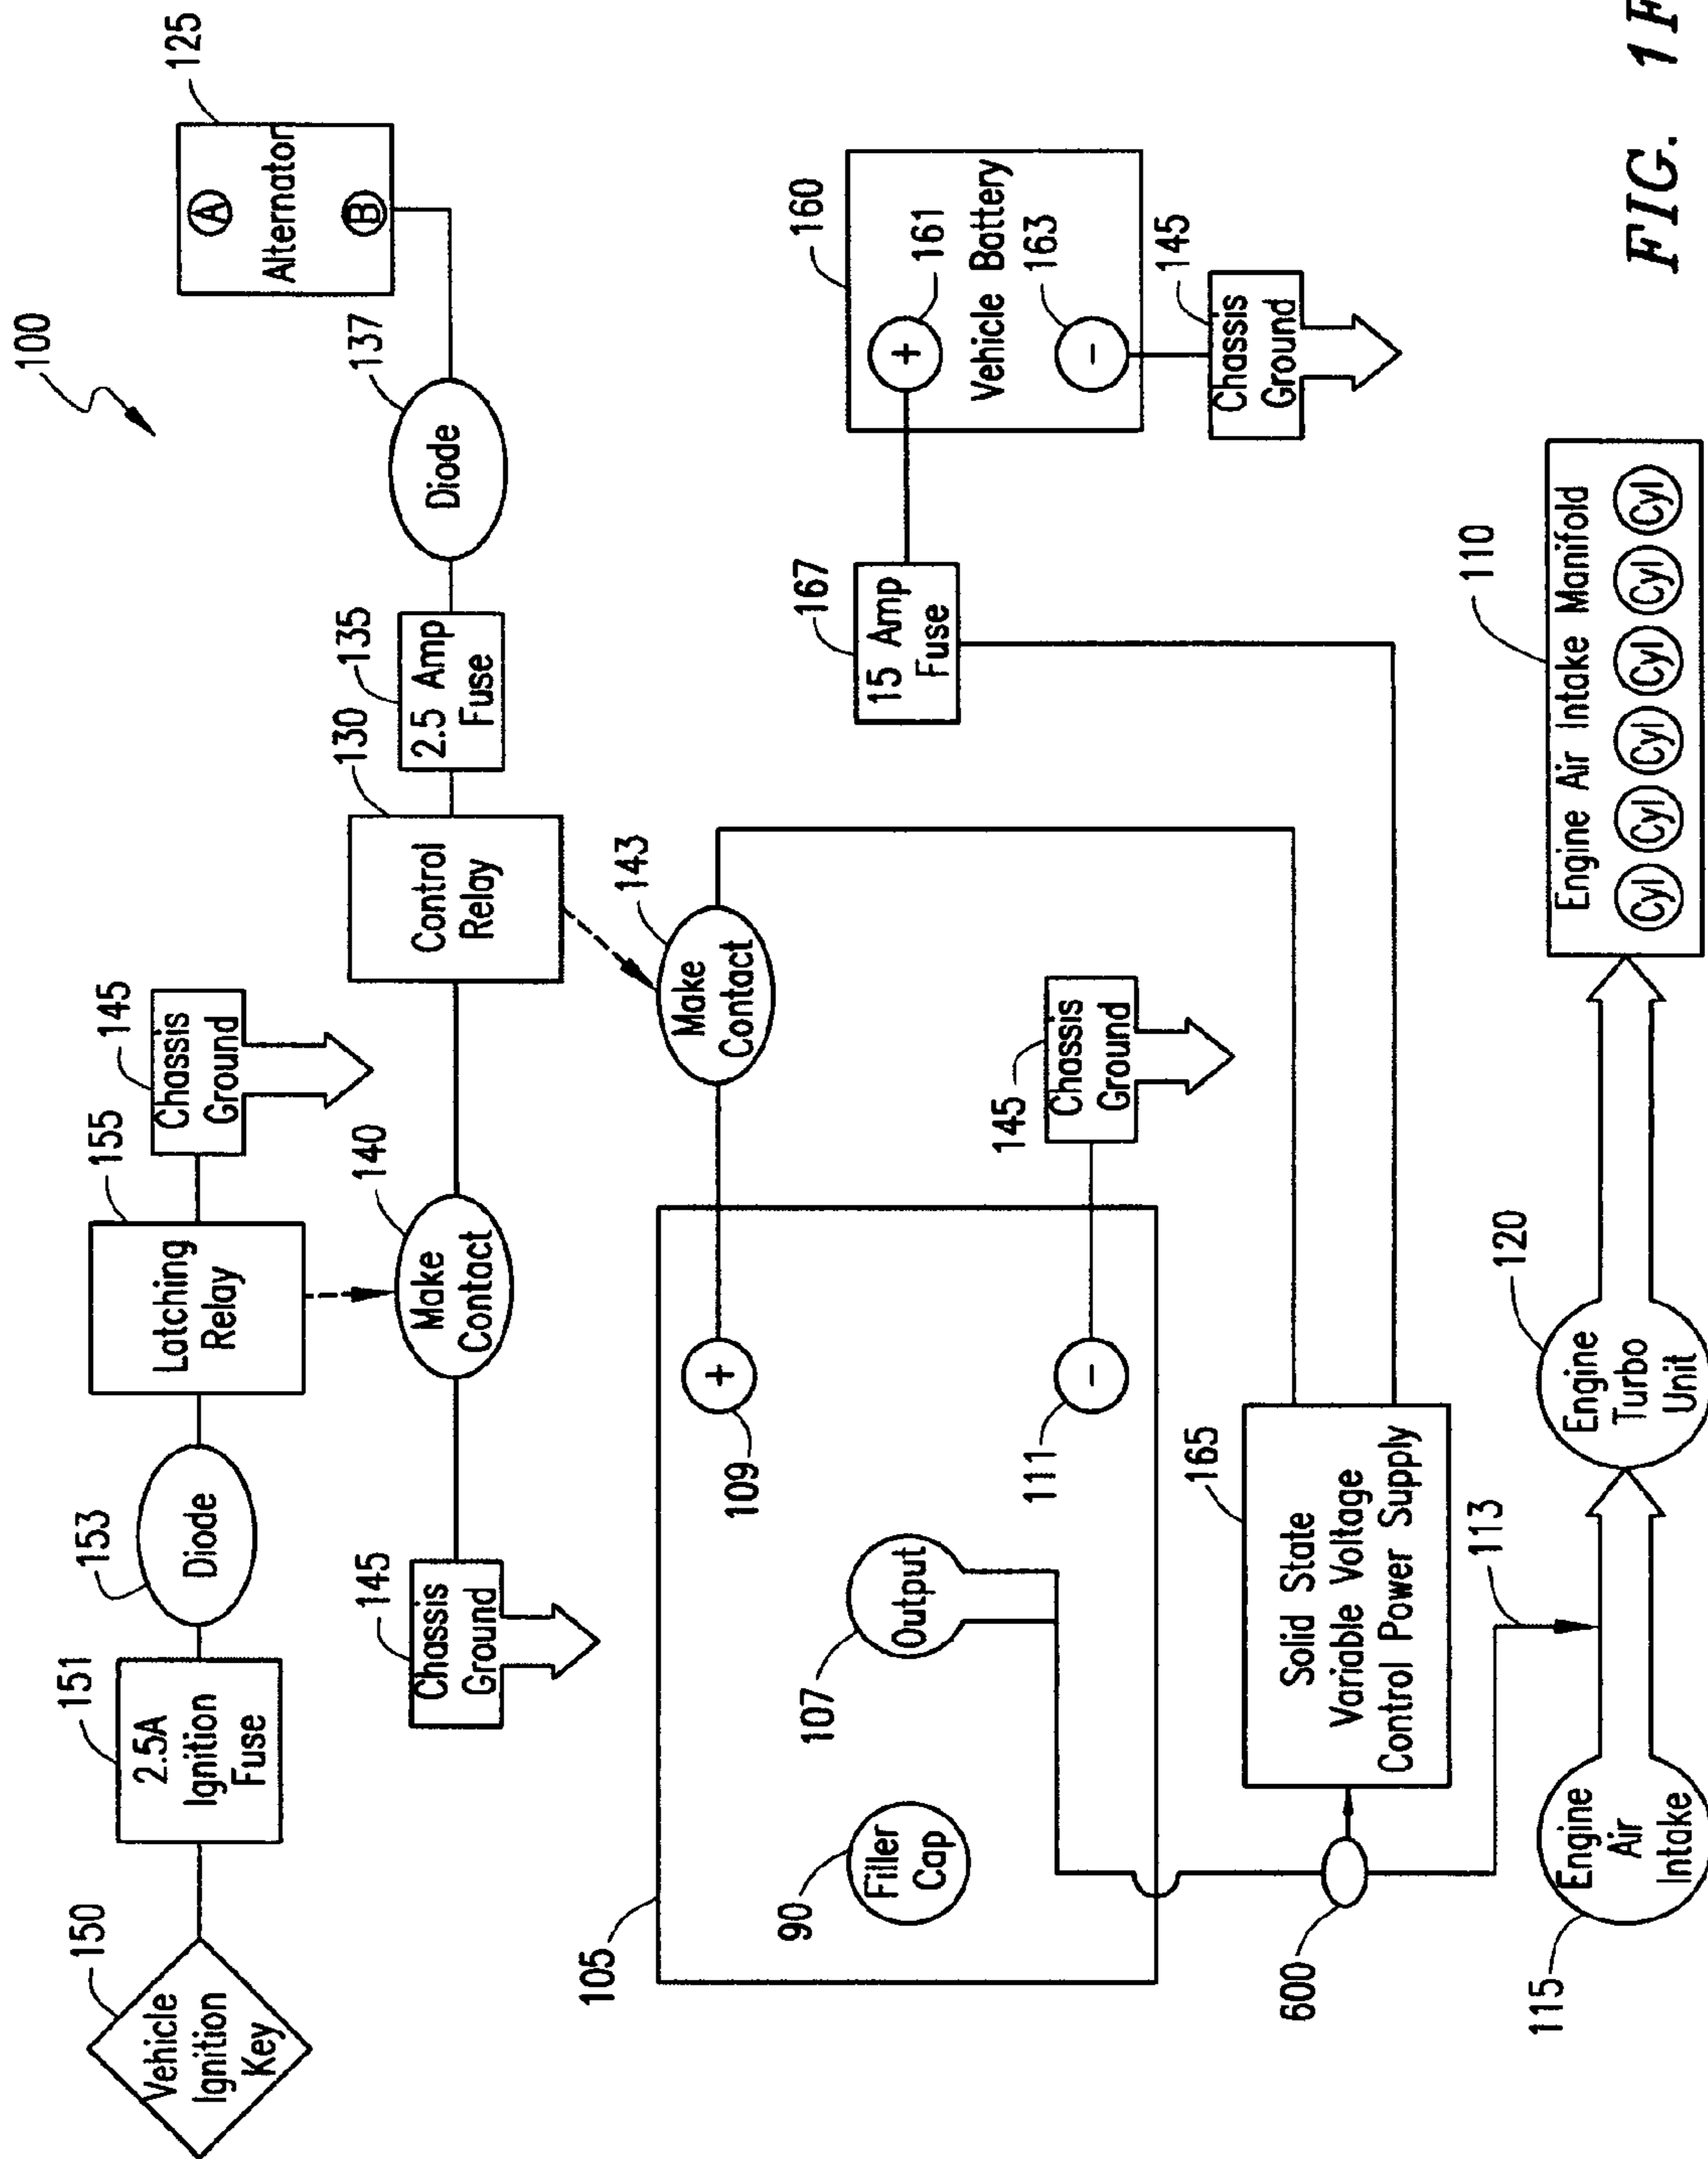 100
150
Vehicle
Ignition
Key
151
2.5A
Ignition
Fuse
153
Diode
155
Latching
Relay
145
Chassis
Ground
125
A
Alternator
B
145
Chassis
Ground
140
Make
Contact
130
Control
Relay
135
2.5 Amp
Fuse
137
Diode
143
Make
Contact
105
90
Filler
Cap
107
Output
109
+
111
-
145
Chassis
Ground
167
15 Amp
Fuse
160
+
161
Vehicle Battery
-
163
145
Chassis
Ground
600
165
Solid State
Variable Voltage
Control Power Supply
113
115
Engine
Air
Intake
120
Engine
Turbo
Unit
110
Engine Air Intake Manifold
Cyl Cyl Cyl Cyl Cyl Cyl
FIG. 1F